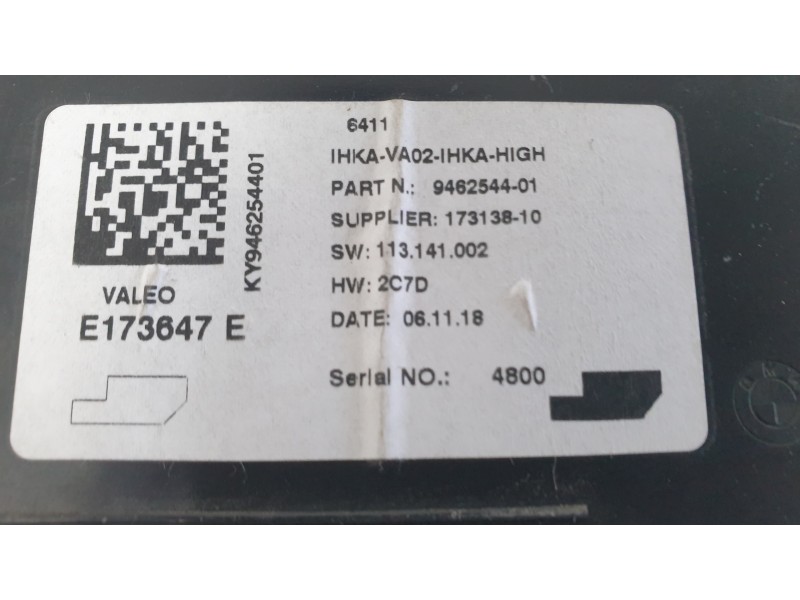 6411
IHKA-VA02-IHKA-HIGH
PART N.: 9462544-01
SUPPLIER: 173138-10
SW: 113.141.002
HW: 2C7D
DATE: 06.11.18
Serial NO.: 4800
KY946254401
VALEO
E173647 E
BMW